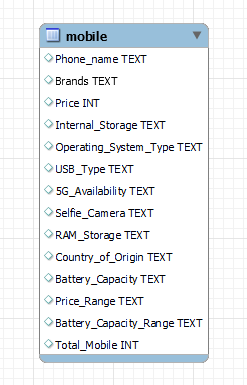 mobile
Phone_name TEXT
Brands TEXT
Price INT
Internal_Storage TEXT
Operating_System_Type TEXT
USB_Type TEXT
5G_Availability TEXT
Selfie_Camera TEXT
RAM_Storage TEXT
Country_of_Origin TEXT
Battery_Capacity TEXT
Price_Range TEXT
Battery_Capacity_Range TEXT
Total_Mobile INT